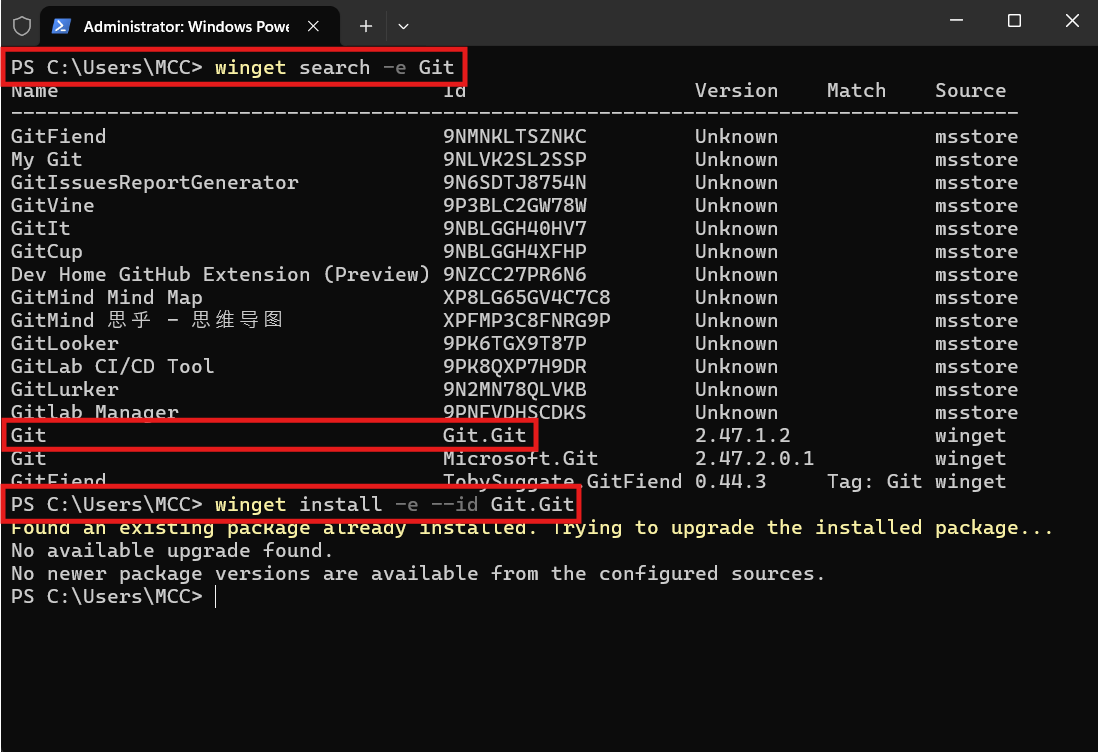 Administrator: Windows Powe
PS C:\Users\MCC> winget search -e Git
Name Id Version Match Source
-------------------------------------------------------------------------------------
GitFiend 9NMNKLTSZNKC Unknown msstore
My Git 9NLVK2SL2SSP Unknown msstore
GitIssuesReportGenerator 9N6SDTJ8754N Unknown msstore
GitVine 9P3BLC2GW78W Unknown msstore
GitIt 9NBLGGH40HV7 Unknown msstore
GitCup 9NBLGGH4XFHP Unknown msstore
Dev Home GitHub Extension (Preview) 9NZCC27PR6N6 Unknown msstore
GitMind Mind Map XP8LG65GV4C7C8 Unknown msstore
GitMind 思乎 - 思维导图 XPFMP3C8FNRG9P Unknown msstore
GitLooker 9PK6TGX9T87P Unknown msstore
GitLab CI/CD Tool 9PK8QXP7H9DR Unknown msstore
GitLurker 9N2MN78QLVKB Unknown msstore
Gitlab Manager 9PNFVDHSCDKS Unknown msstore
Git Git.Git 2.47.1.2 winget
Git Microsoft.Git 2.47.2.0.1 winget
GitFiend TobySuggate.GitFiend 0.44.3 Tag: Git winget
PS C:\Users\MCC> winget install -e --id Git.Git
Found an existing package already installed. Trying to upgrade the installed package...
No available upgrade found.
No newer package versions are available from the configured sources.
PS C:\Users\MCC>